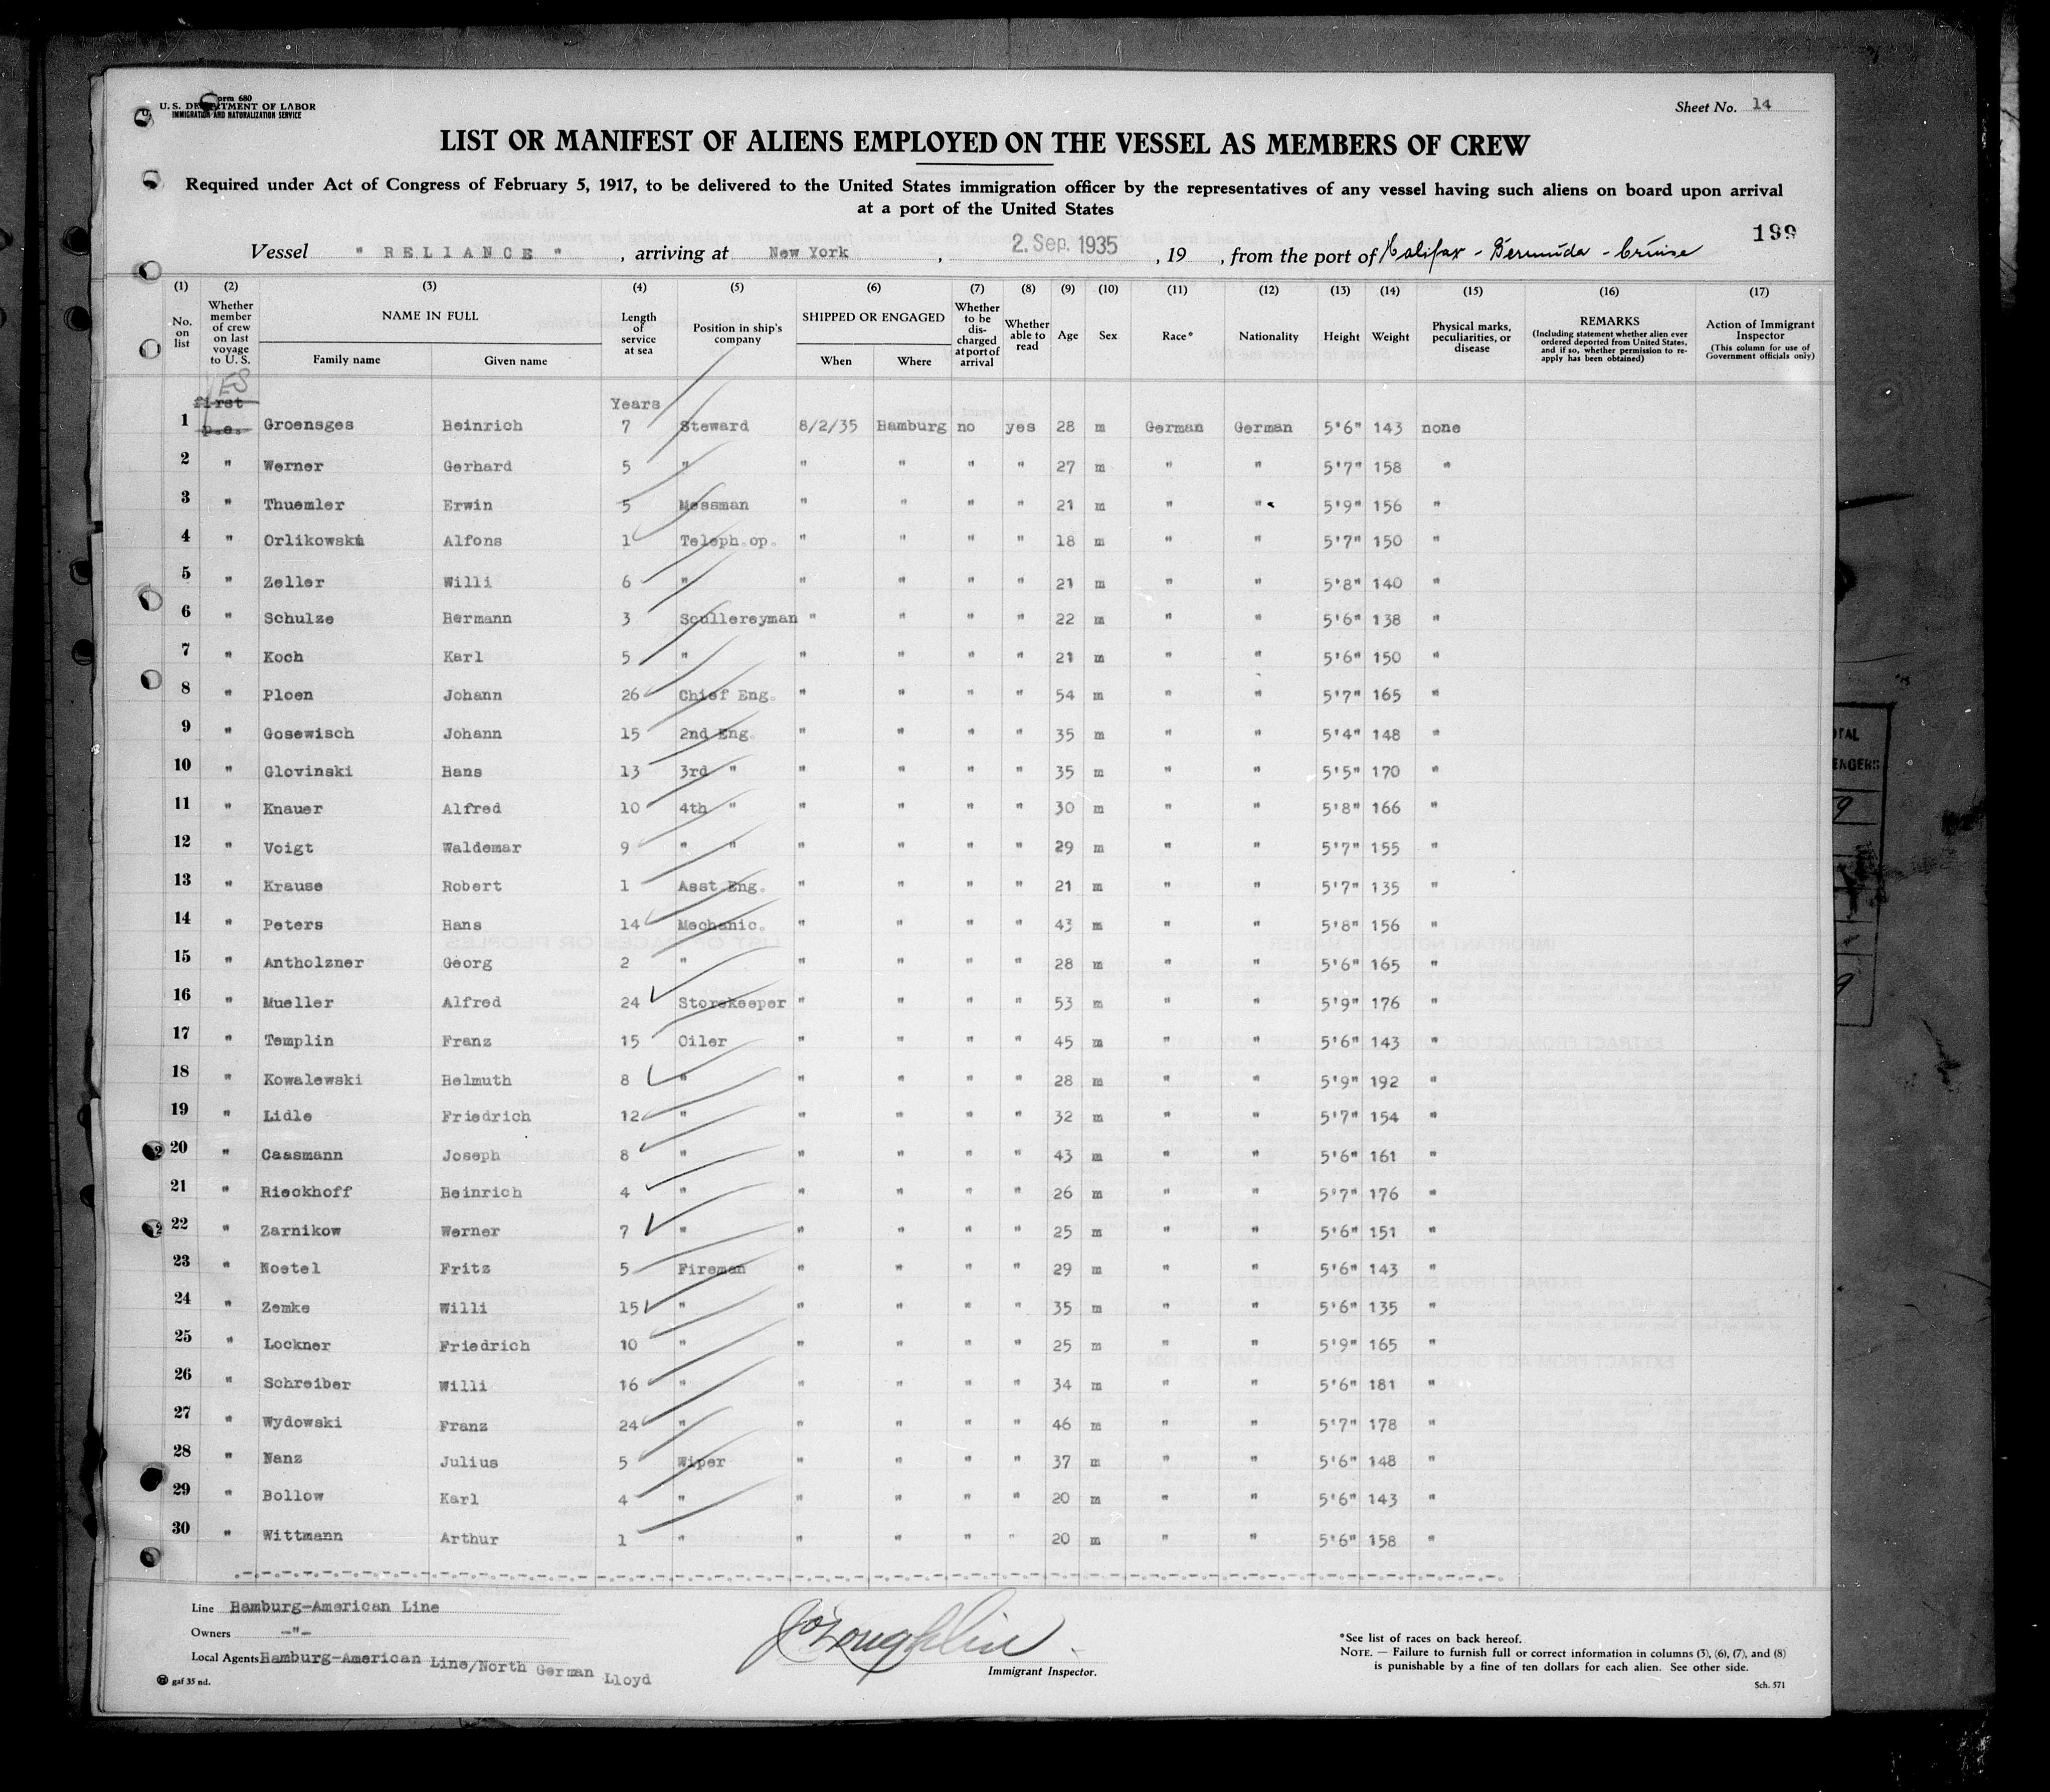 Form 680
U. S. DEPARTMENT OF LABOR
IMMIGRATION AND NATURALIZATION SERVICE
Sheet No. 14
LIST OR MANIFEST OF ALIENS EMPLOYED ON THE VESSEL AS MEMBERS OF CREW
Required under Act of Congress of February 5, 1917, to be delivered to the United States immigration officer by the representatives of any vessel having such aliens on board upon arrival
at a port of the United States
199
Vessel " RELIANCE " , arriving at New York , 2. Sep. 1935 , 19 , from the port of Halifax - Bermuda - Cruise
(1) (2) (3) (4) (5) (6) (7) (8) (9) (10) (11) (12) (13) (14) (15) (16) (17)
No. on list Whether member of crew on last voyage to U. S. NAME IN FULL Family name Given name Length of service at sea Position in ship's company SHIPPED OR ENGAGED When Where Whether to be discharged at port of arrival Whether able to read Age Sex Race* Nationality Height Weight Physical marks, peculiarities, or disease REMARKS (Including statement whether alien ever ordered deported from United States, and if so, whether permission to reapply has been obtained) Action of Immigrant Inspector (This column for use of Government officials only)
YES
first Years
1 p.e. Groensges Heinrich 7 Steward 8/2/35 Hamburg no yes 28 m German German 5'6" 143 none
2 " Werner Gerhard 5 " " " " " 27 m " " 5'7" 158 "
3 " Thuemler Erwin 5 Messman " " " " 21 m " " 5'9" 156 "
4 " Orlikowski Alfons 1 Teleph.op. " " " " 18 m " " 5'7" 150 "
5 " Zeller Willi 6 " " " " " 21 m " " 5'8" 140 "
6 " Schulze Hermann 3 Scullereyman " " " " 22 m " " 5'6" 138 "
7 " Koch Karl 5 " " " " " 21 m " " 5'6" 150 "
8 " Ploen Johann 26 Chief Eng. " " " " 54 m " " 5'7" 165 "
9 " Gosewisch Johann 15 2nd Eng. " " " " 35 m " " 5'4" 148 "
10 " Glovinski Hans 13 3rd " " " " " 35 m " " 5'5" 170 "
11 " Knauer Alfred 10 4th " " " " " 30 m " " 5'8" 166 "
12 " Voigt Waldemar 9 " " " " " " 29 m " " 5'7" 155 "
13 " Krause Robert 1 Asst.Eng. " " " " 21 m " " 5'7" 135 "
14 " Peters Hans 14 Mechanic. " " " " 43 m " " 5'8" 156 "
15 " Antholzner Georg 2 " " " " " 28 m " " 5'6" 165 "
16 " Mueller Alfred 24 Storekeeper " " " " 53 m " " 5'9" 176 "
17 " Templin Franz 15 Oiler " " " " 45 m " " 5'6" 143 "
18 " Kowalewski Helmuth 8 " " " " " 28 m " " 5'9" 192 "
19 " Lidle Friedrich 12 " " " " " 32 m " " 5'7" 154 "
20 " Caasmann Joseph 8 " " " " " 43 m " " 5'6" 161 "
21 " Rieckhoff Heinrich 4 " " " " " 26 m " " 5'7" 176 "
22 " Zarnikow Werner 7 " " " " " 25 m " " 5'6" 151 "
23 " Nostel Fritz 5 Fireman " " " " 29 m " " 5'6" 143 "
24 " Zemke Willi 15 " " " " " 35 m " " 5'6" 135 "
25 " Lockner Friedrich 10 " " " " " 25 m " " 5'9" 165 "
26 " Schreiber Willi 16 " " " " " 34 m " " 5'6" 181 "
27 " Wydowski Franz 24 " " " " " 46 m " " 5'7" 178 "
28 " Nanz Julius 5 Wiper " " " " 37 m " " 5'6" 148 "
29 " Bollow Karl 4 " " " " " 20 m " " 5'6" 143 "
30 " Wittmann Arthur 1 " " " " " 20 m " " 5'6" 158 "
Line Hamburg-American Line
Owners -"-
Local Agents Hamburg-American Line/North German Lloyd
gaf 35 nd.
JO'Loughlin
Immigrant Inspector.
*See list of races on back hereof.
NOTE. — Failure to furnish full or correct information in columns (3), (6), (7), and (8)
is punishable by a fine of ten dollars for each alien. See other side.
Sch. 571